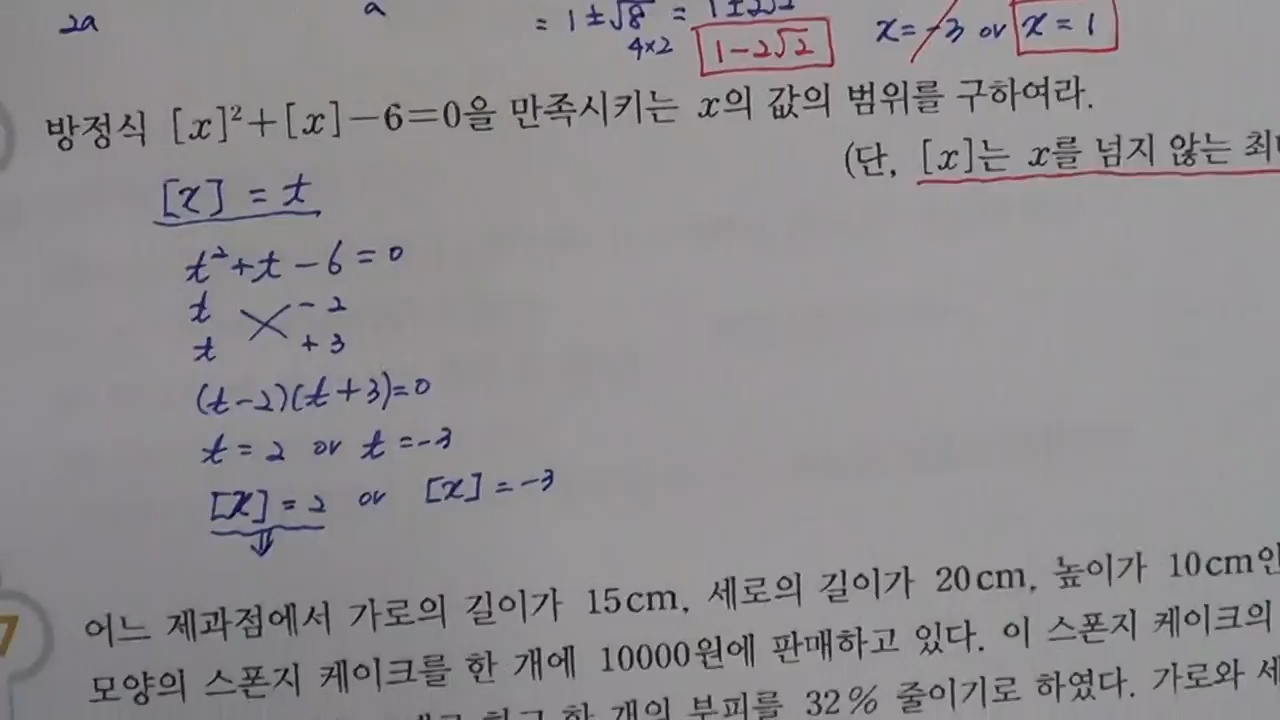 2a
a
= 1 ± √8 = 1 ± 2√2
4×2
1-2√2
x = -3 or x = 1
방정식 [x]²+[x]-6=0을 만족시키는 x의 값의 범위를 구하여라.
(단, [x]는 x를 넘지 않는
[x] = t
t²+t-6=0
t -2
t +3
(t-2)(t+3)=0
t = 2 or t = -3
[x] = 2 or [x] = -3
⇓
7
어느 제과점에서 가로의 길이가 15cm, 세로의 길이가 20cm, 높이가 10cm인
모양의 스폰지 케이크를 한 개에 10000원에 판매하고 있다. 이 스폰지 케이크의
한 개의 부피를 32% 줄이기로 하였다. 가로와